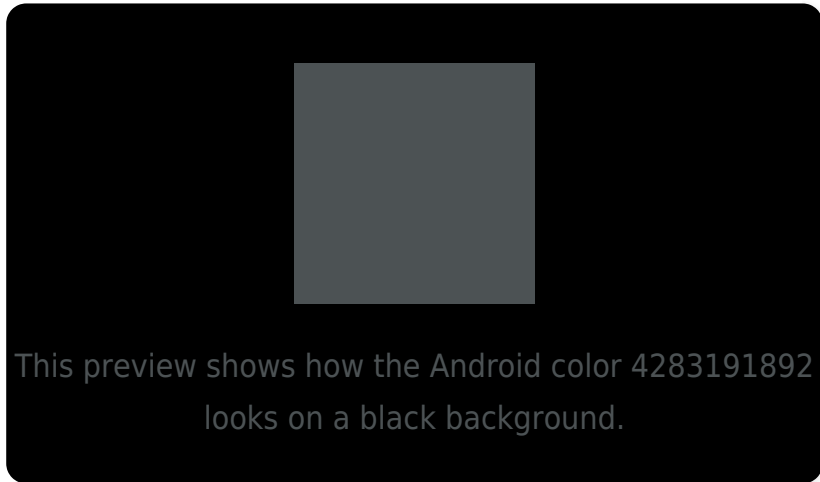 This preview shows how the Android color 4283191892
looks on a black background.